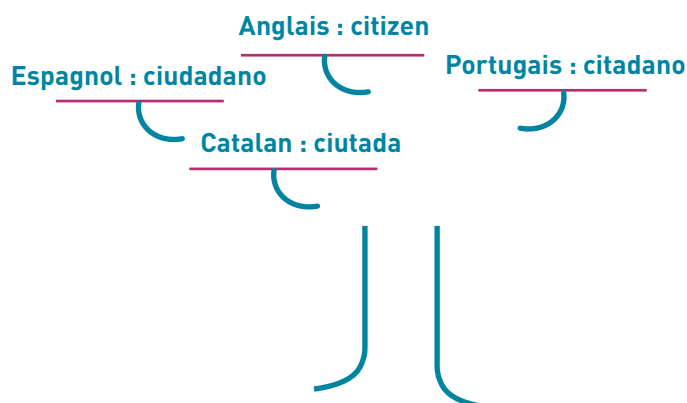 Anglais : citizen
Portugais : citadano
Espagnol : ciudadano
Catalan : ciutada